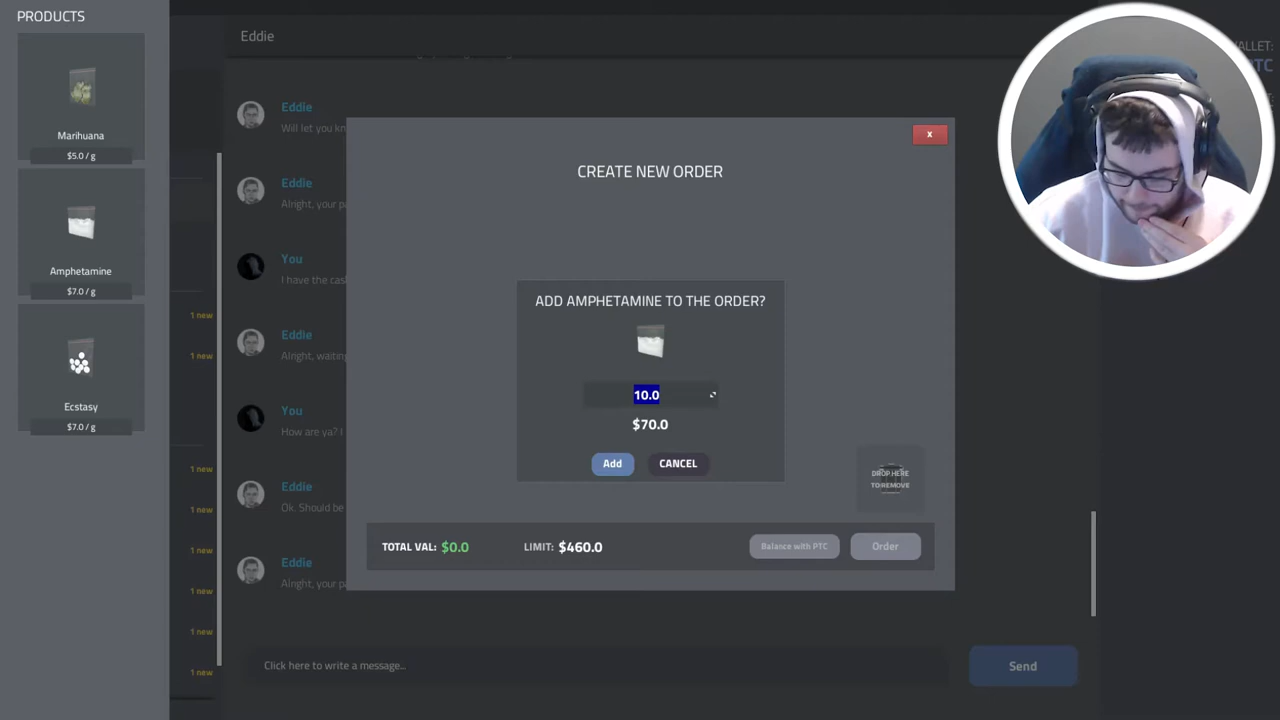 PRODUCTS
Marihuana
$5.0 / g
Amphetamine
$7.0 / g
Ecstasy
$7.0 / g
1 new
1 new
1 new
1 new
1 new
1 new
1 new
1 new
Eddie
Eddie
Will let you kn
Eddie
Alright, your pa
You
I have the cas
Eddie
Alright, waiting
You
How are ya? I
Eddie
Ok. Should be
Eddie
Alright, your pa
x
CREATE NEW ORDER
ADD AMPHETAMINE TO THE ORDER?
10.0
$70.0
Add
CANCEL
DROP HERE
TO REMOVE
TOTAL VAL: $0.0
LIMIT: $460.0
Balance with PTC
Order
Click here to write a message...
Send
ALLET:
TC